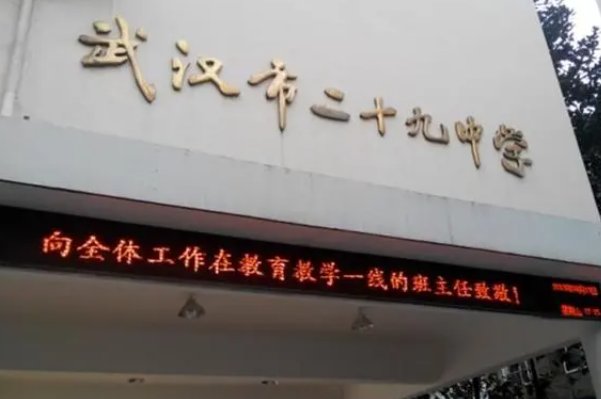 武汉市二十九中学
向全体工作在教育教学一线的班主任致敬！